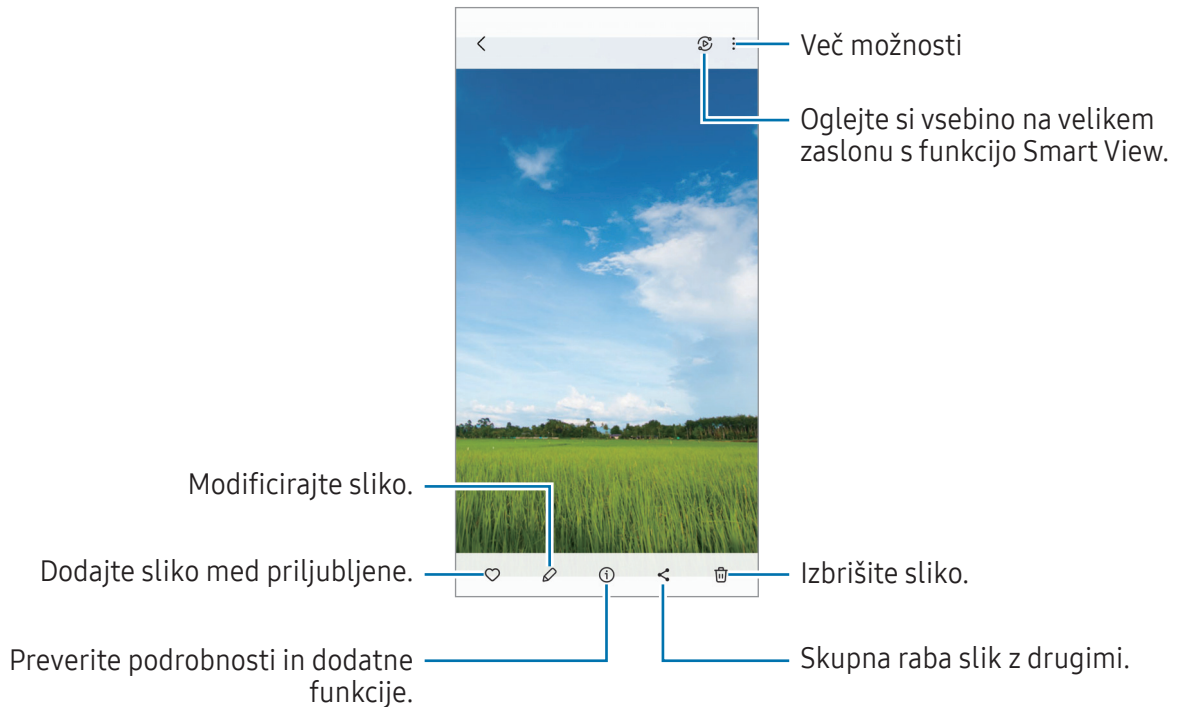 Več možnosti
Oglejte si vsebino na velikem
zaslonu s funkcijo Smart View.
Modificirajte sliko.
Dodajte sliko med priljubljene.
Izbrišite sliko.
Preverite podrobnosti in dodatne
funkcije.
Skupna raba slik z drugimi.